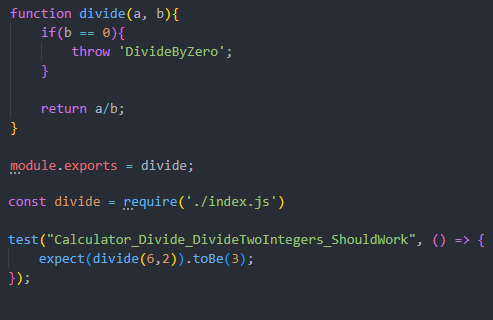 function divide(a, b){
    if(b == 0){
        throw 'DivideByZero';
    }

    return a/b;
}

module.exports = divide;

const divide = require('./index.js')

test("Calculator_Divide_DivideTwoIntegers_ShouldWork", () => {
    expect(divide(6,2)).toBe(3);
});